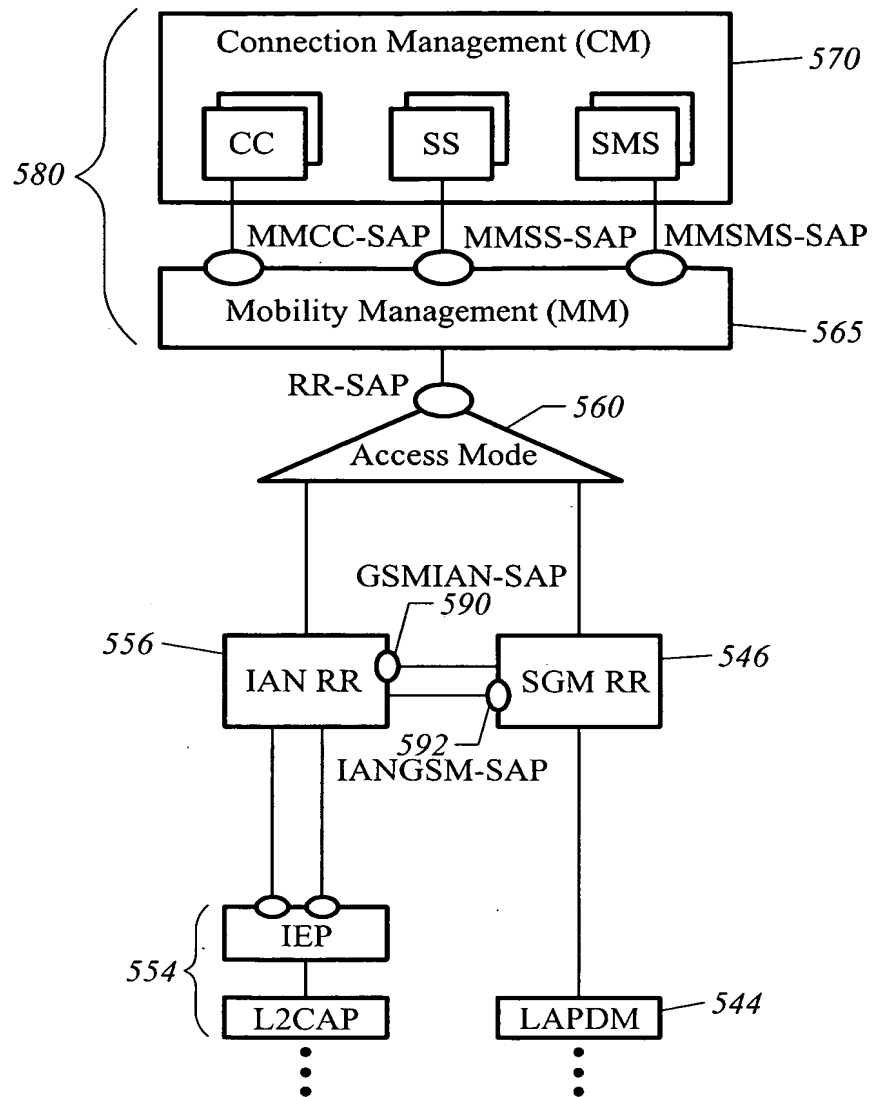 Connection Management (CM)
570
CC
SS
SMS
580
MMCC-SAP
MMSS-SAP
MMSMS-SAP
Mobility Management (MM)
565
RR-SAP
560
Access Mode
GSMIAN-SAP
590
556
546
IAN RR
SGM RR
592
IANGSM-SAP
IEP
554
L2CAP
LAPDM
544